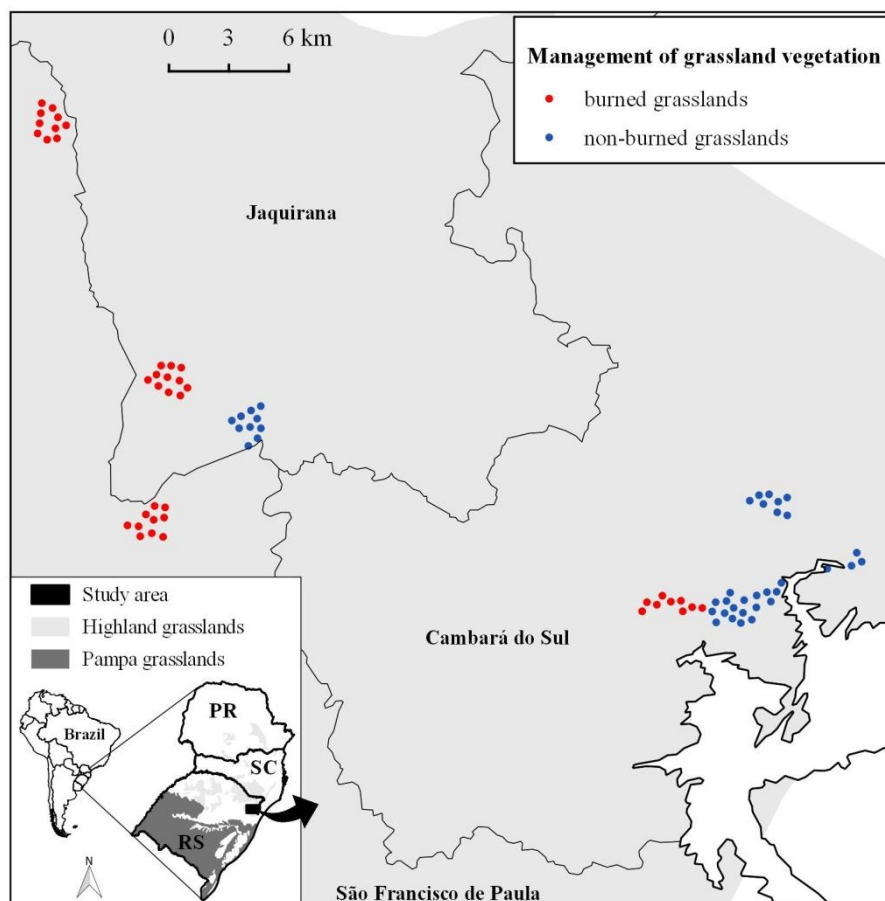 0 3 6 km
Management of grassland vegetation
burned grasslands
non-burned grasslands
Jaquirana
Cambará do Sul
Study area
Highland grasslands
Pampa grasslands
Brazil
PR
SC
RS
N
São Francisco de Paula